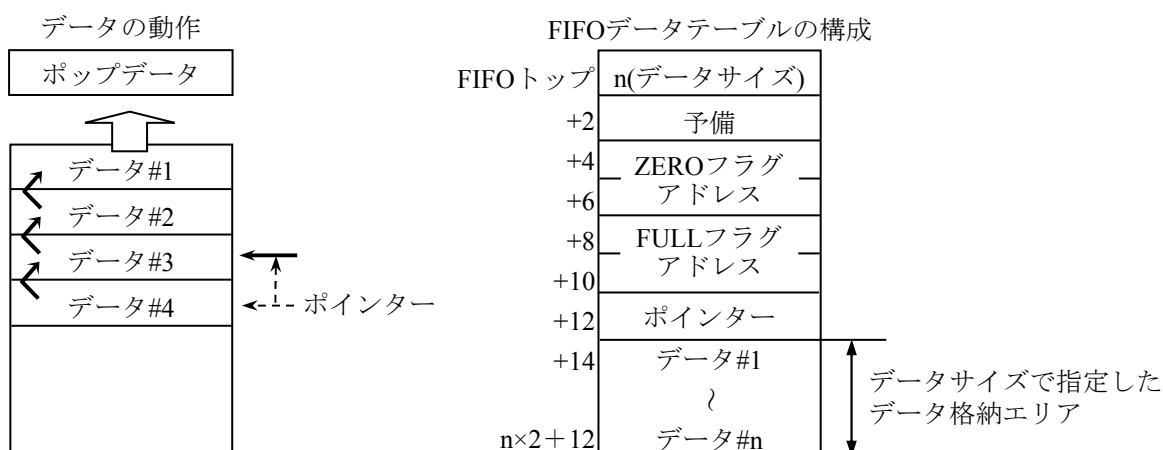 データの動作
ポップデータ
データ#1
データ#2
データ#3
データ#4
ポインター
FIFOデータテーブルの構成
FIFOトップ n(データサイズ)
+2 予備
+4 ZEROフラグ
+6 アドレス
+8 FULLフラグ
+10 アドレス
+12 ポインター
+14 データ#1
～
n×2＋12 データ#n
データサイズで指定した
データ格納エリア